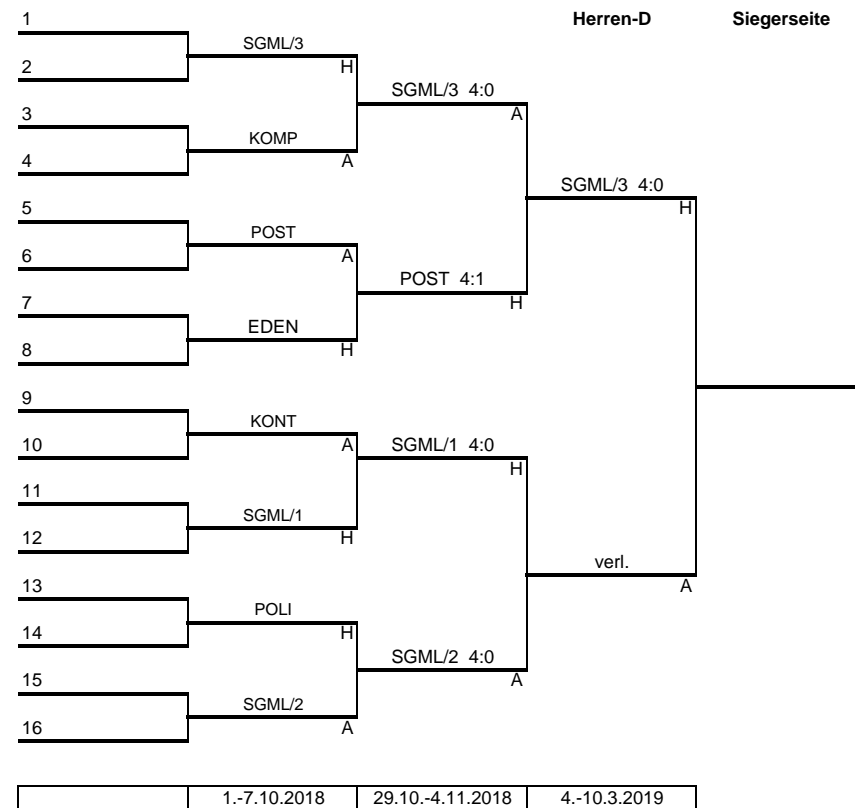 1 Herren-D Siegerseite
SGML/3
2 H
SGML/3 4:0
3 A
KOMP
4 A
SGML/3 4:0
5 H
POST
6 A
POST 4:1
7 H
EDEN
8 H
9
KONT
10 A SGML/1 4:0
H
11
SGML/1
12 H
verl.
13 A
POLI
14 H
SGML/2 4:0
15 A
SGML/2
16 A
1.-7.10.2018 29.10.-4.11.2018 4.-10.3.2019